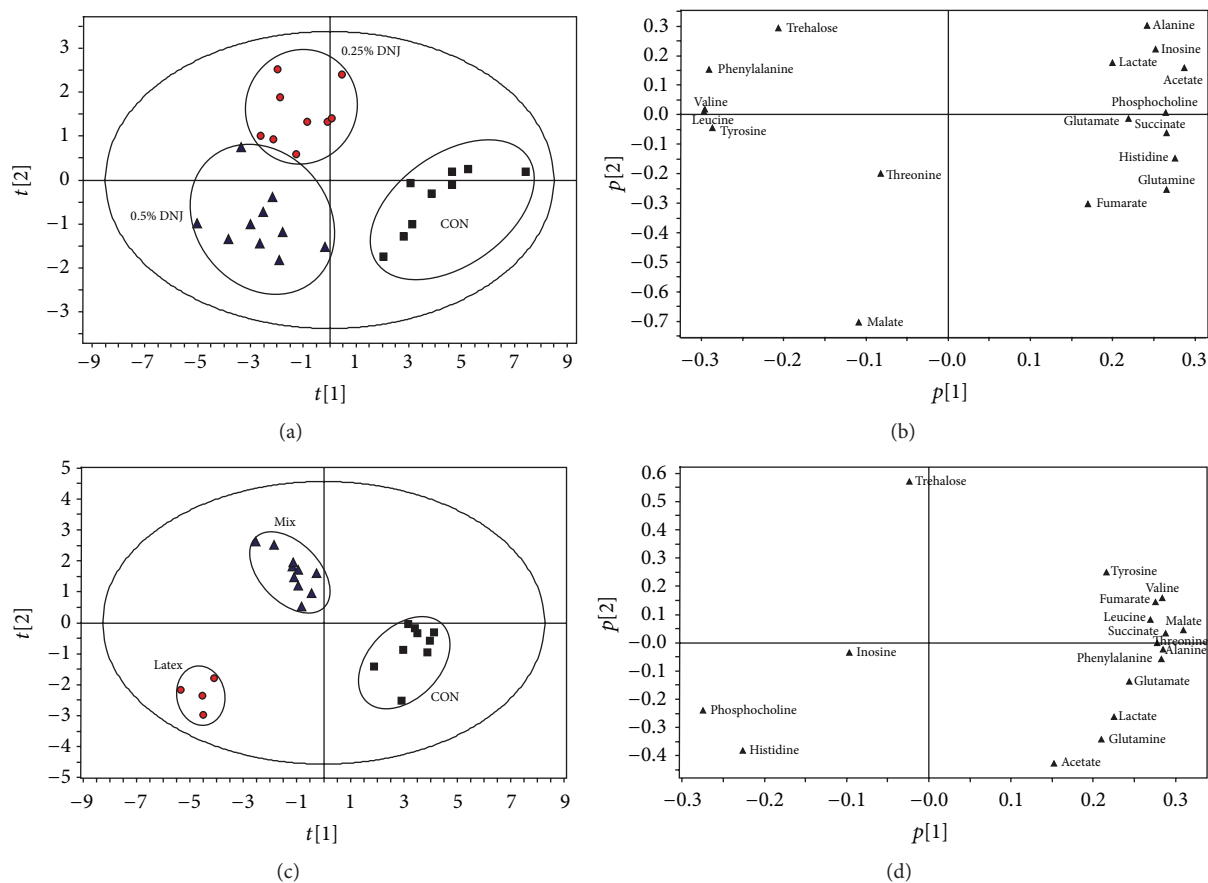 3
2
1
0
−1
−2
−3
t[2]
0.25% DNJ
0.5% DNJ
CON
−9 −7 −5 −3 −1 1 3 5 7 9
t[1]
(a)
0.3
0.2
0.1
0.0
−0.1
−0.2
−0.3
−0.4
−0.5
−0.6
−0.7
p[2]
Trehalose
Alanine
Inosine
Lactate
Phenylalanine
Acetate
Valine
Phosphocholine
Leucine
Glutamate
Succinate
Tyrosine
Histidine
Threonine
Glutamine
Fumarate
Malate
−0.3 −0.2 −0.1 −0.0 0.1 0.2 0.3
p[1]
(b)
5
4
3
2
1
0
−1
−2
−3
−4
−5
t[2]
Mix
Latex
CON
−9 −7 −5 −3 −1 1 3 5 7 9
t[1]
(c)
0.6
0.5
0.4
0.3
0.2
0.1
−0.0
−0.1
−0.2
−0.3
−0.4
p[2]
Trehalose
Tyrosine
Valine
Fumarate
Leucine
Malate
Succinate
Threonine
Alanine
Inosine
Phenylalanine
Glutamate
Phosphocholine
Lactate
Glutamine
Histidine
Acetate
−0.3 −0.2 −0.1 −0.0 0.1 0.2 0.3
p[1]
(d)